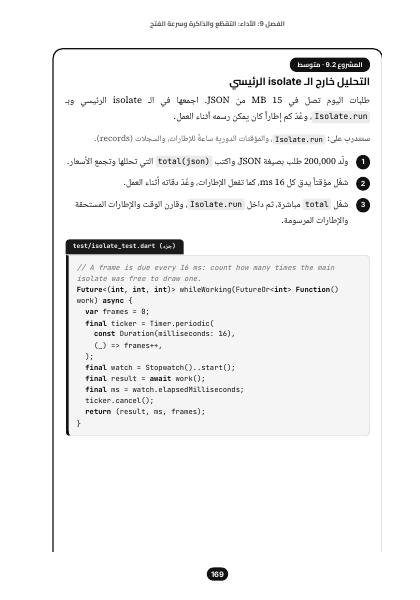 الفصل 9: الأداء: التقطّع والذاكرة وسرعة الفتح
المشروع 9.2 · متوسط
التحليل خارج الـ isolate الرئيسي
طلبات اليوم تصل في 15 MB من JSON. اجمعها في الـ isolate الرئيسي وبـ
Isolate.run، وعُدّ كم إطارًا كان يمكن رسمه أثناء العمل.
ستتدرب على: Isolate.run، والمؤقتات الدورية ساعةً للإطارات، والسجلات (records).
1 ولّد 200,000 طلب بصيغة JSON، واكتب total(json) التي تحللها وتجمع الأسعار.
2 شغّل مؤقتاً يدق كل 16 ms، كما تفعل الإطارات، وعُدّ دقاته أثناء العمل.
3 شغّل total مباشرة، ثم داخل Isolate.run، وقارن الوقت والإطارات المستحقة
والإطارات المرسومة.
test/isolate_test.dart (جزء)
// A frame is due every 16 ms: count how many times the main
isolate was free to draw one.
Future<(int, int, int)> whileWorking(FutureOr<int> Function()
work) async {
  var frames = 0;
  final ticker = Timer.periodic(
    const Duration(milliseconds: 16),
    (_) => frames++,
  );
  final watch = Stopwatch()..start();
  final result = await work();
  final ms = watch.elapsedMilliseconds;
  ticker.cancel();
  return (result, ms, frames);
}
169